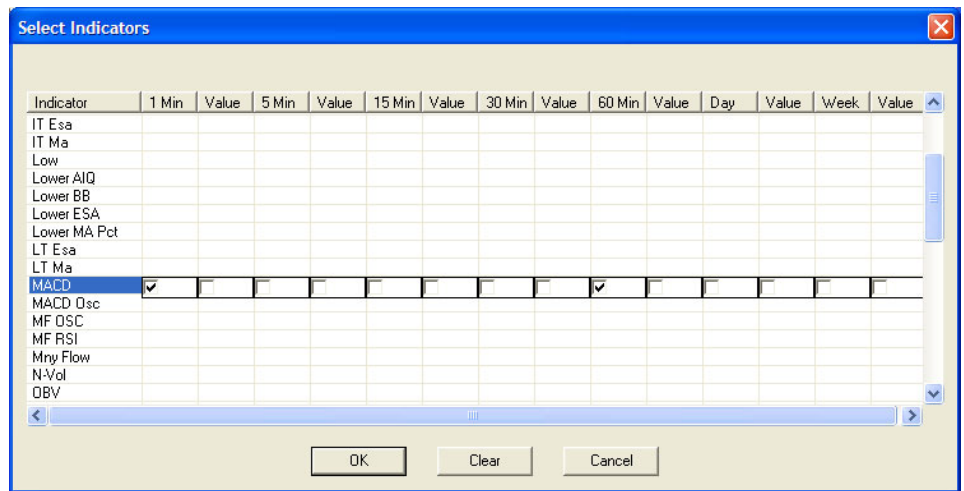 Select Indicators
Indicator 1 Min Value 5 Min Value 15 Min Value 30 Min Value 60 Min Value Day Value Week Value
IT Esa
IT Ma
Low
Lower AIQ
Lower BB
Lower ESA
Lower MA Pct
LT Esa
LT Ma
MACD
MACD Osc
MF OSC
MF RSI
Mny Flow
N-Vol
OBV
OK Clear Cancel